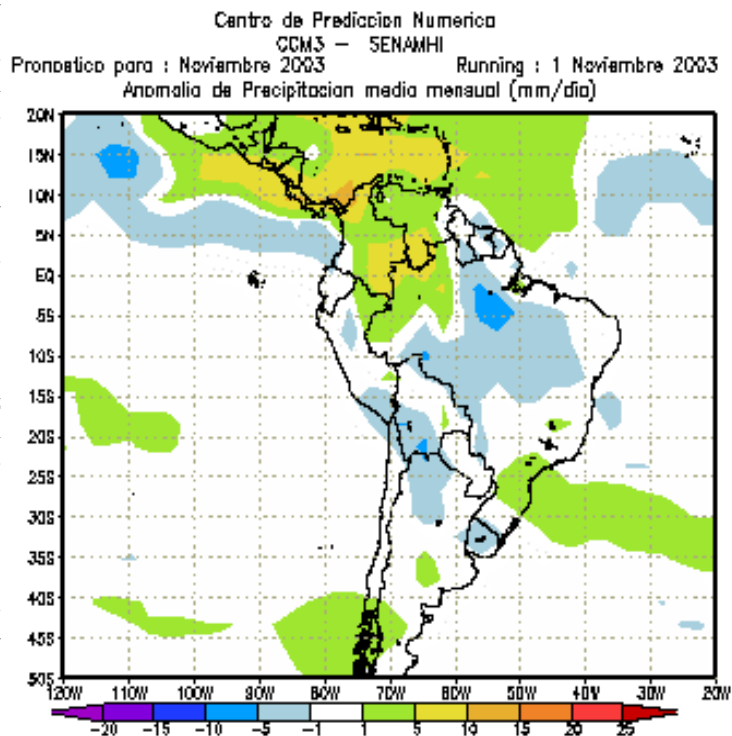 Centro de Prediccion Numerica
CCM3 - SENAMHI
Pronostico para : Noviembre 2003 Running : 1 Noviembre 2003
Anomalia de Precipitacion media mensual (mm/dia)
20N
15N
10N
5N
EQ
5S
10S
15S
20S
25S
30S
35S
40S
45S
50S
120W 110W 100W 90W 80W 70W 60W 50W 40W 30W 20W
-20 -15 -10 -5 -1 1 5 10 15 20 25